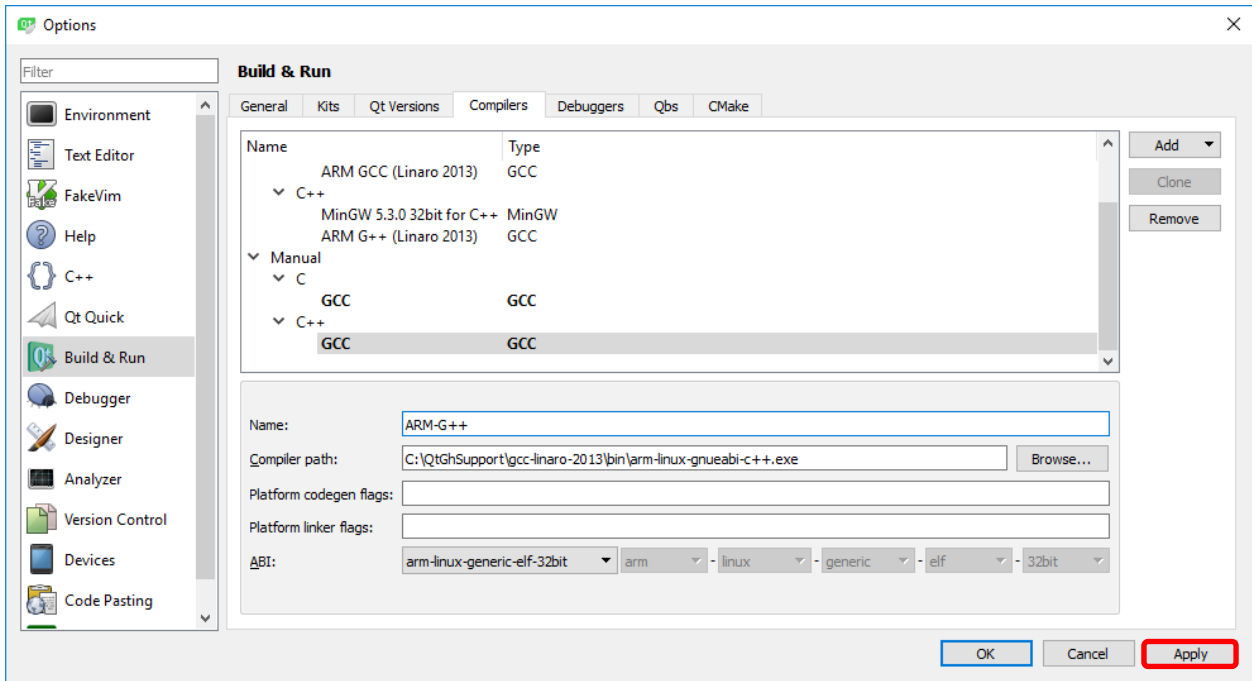 Options
Filter
Environment
Text Editor
FakeVim
Help
C++
Qt Quick
Build & Run
Debugger
Designer
Analyzer
Version Control
Devices
Code Pasting
Build & Run
General Kits Qt Versions Compilers Debuggers Qbs CMake
Name Type
ARM GCC (Linaro 2013) GCC
C++
MinGW 5.3.0 32bit for C++ MinGW
ARM G++ (Linaro 2013) GCC
Manual
C
GCC GCC
C++
GCC GCC
Add
Clone
Remove
Name: ARM-G++
Compiler path: C:\QtGhSupport\gcc-linaro-2013\bin\arm-linux-gnueabi-c++.exe Browse...
Platform codegen flags:
Platform linker flags:
ABI: arm-linux-generic-elf-32bit arm - linux - generic - elf - 32bit
OK Cancel Apply